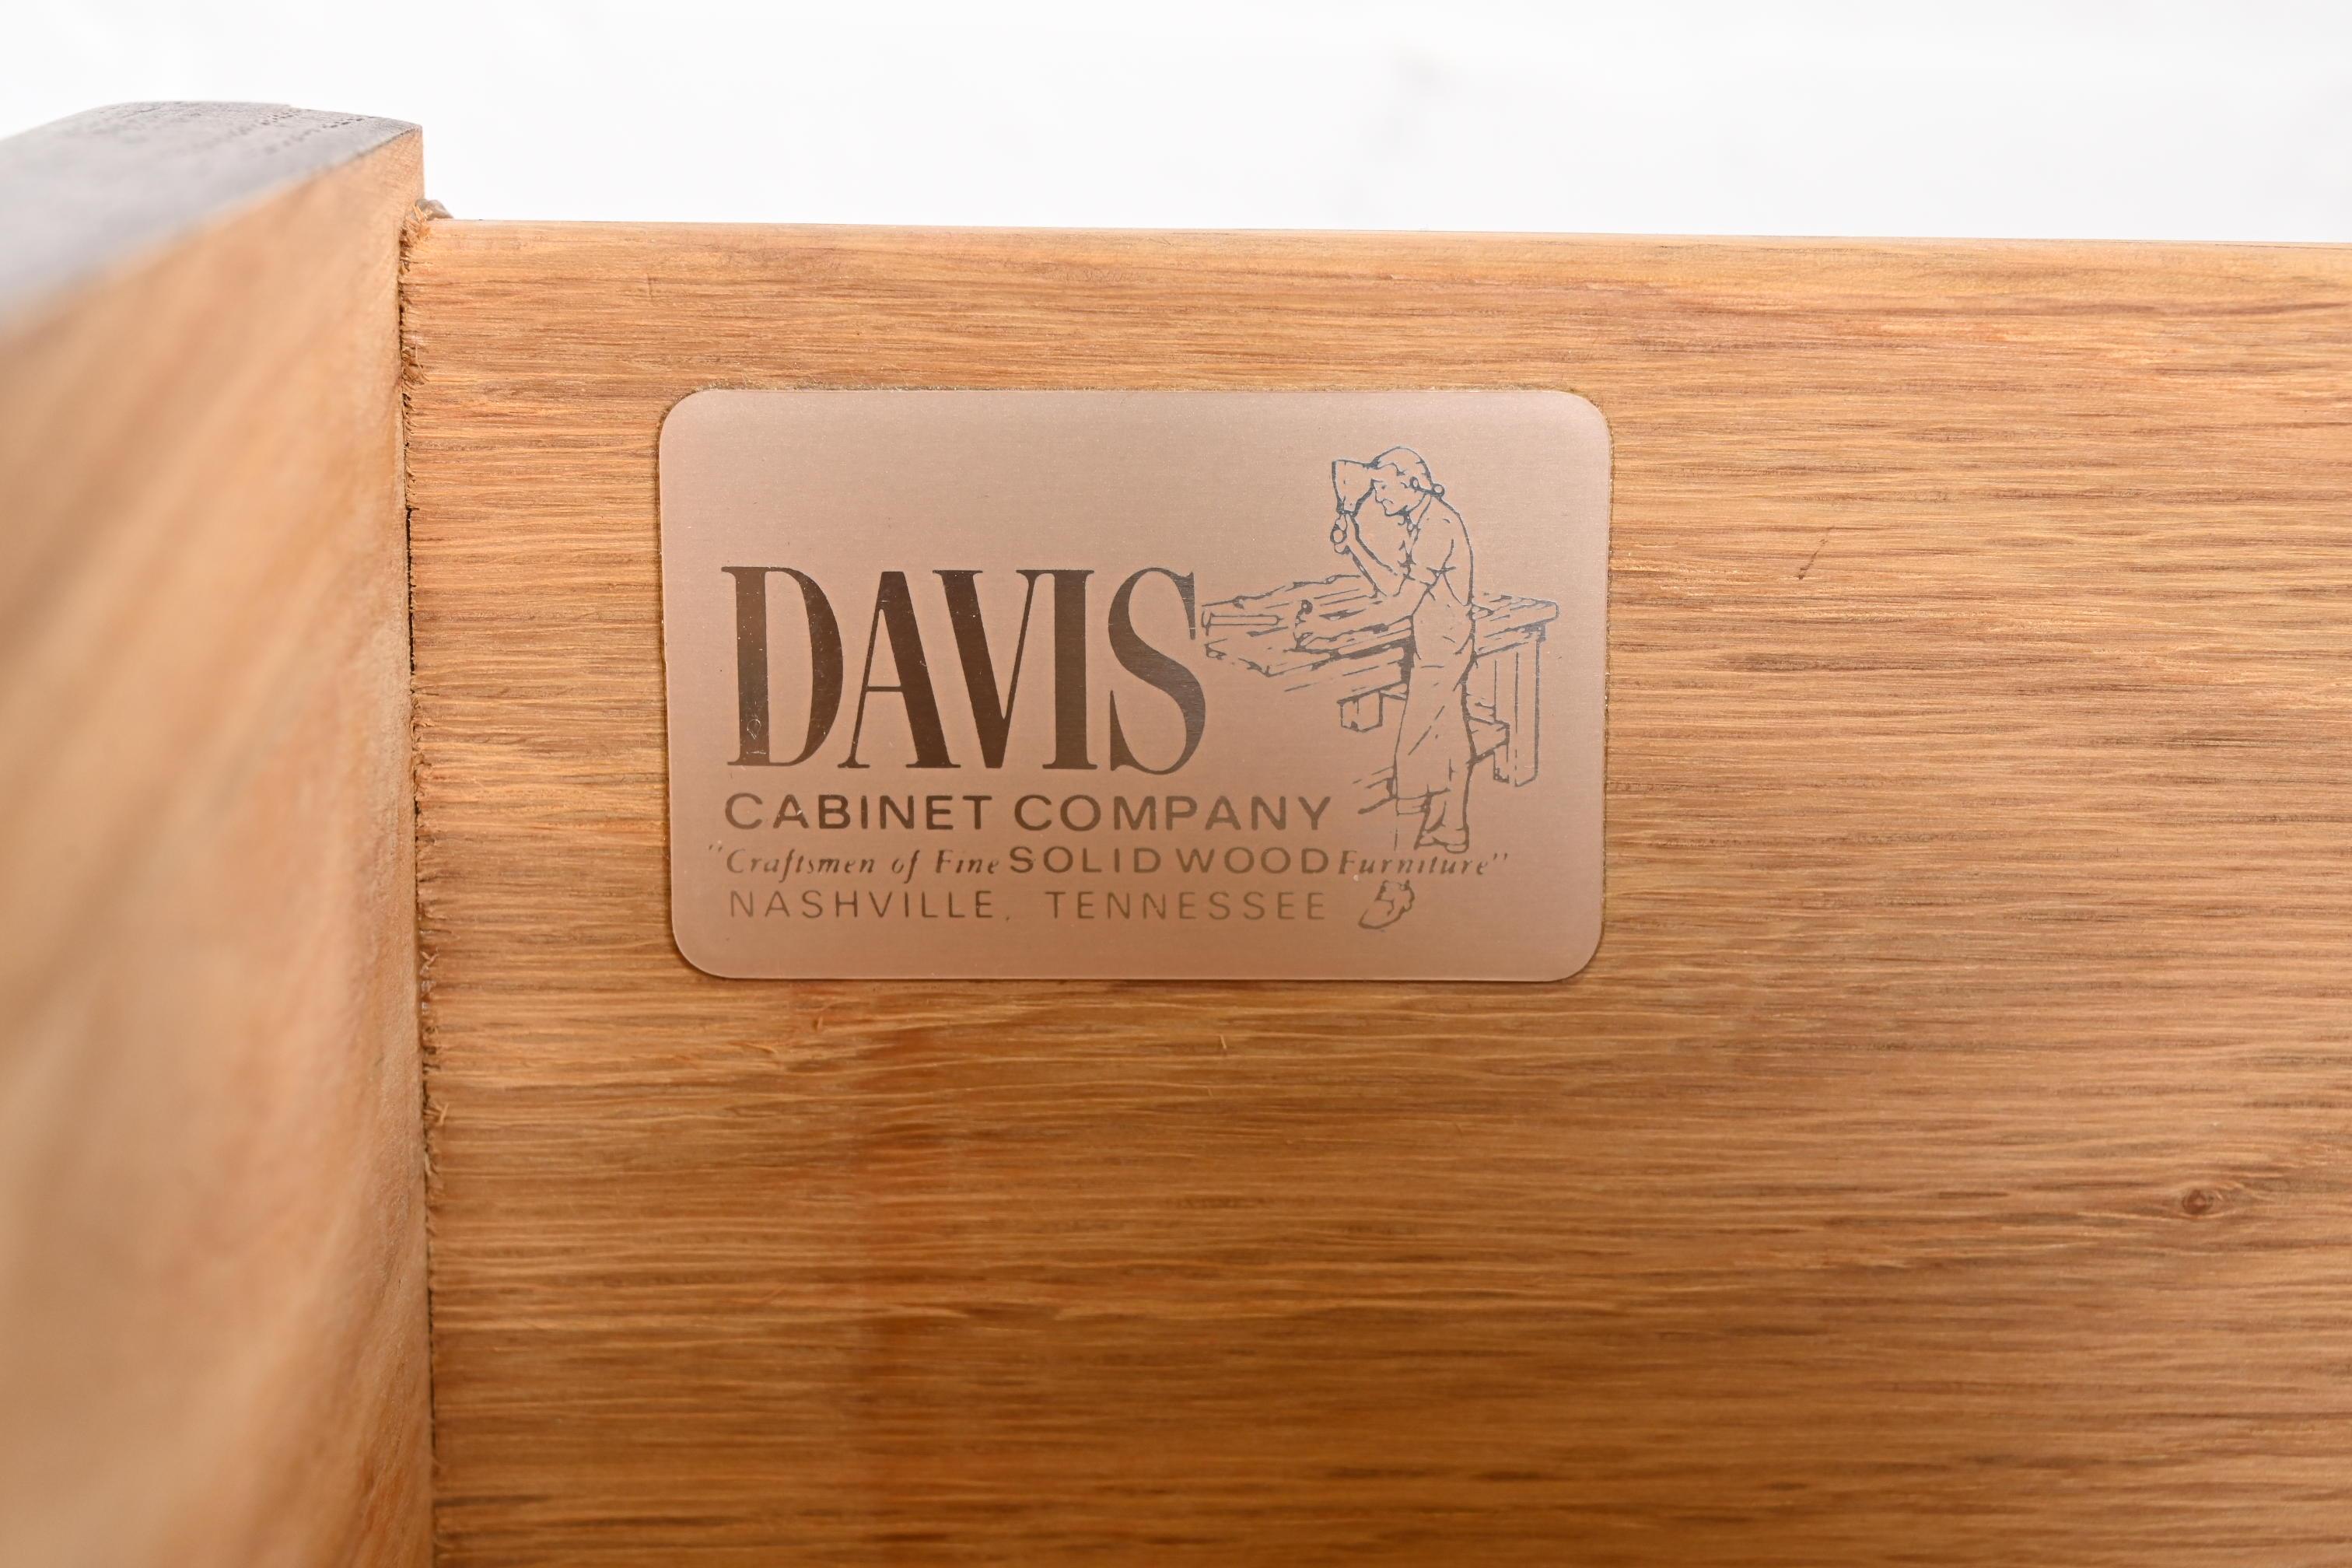 DAVIS
CABINET COMPANY
"Craftsmen of Fine SOLID WOOD Furniture"
NASHVILLE, TENNESSEE